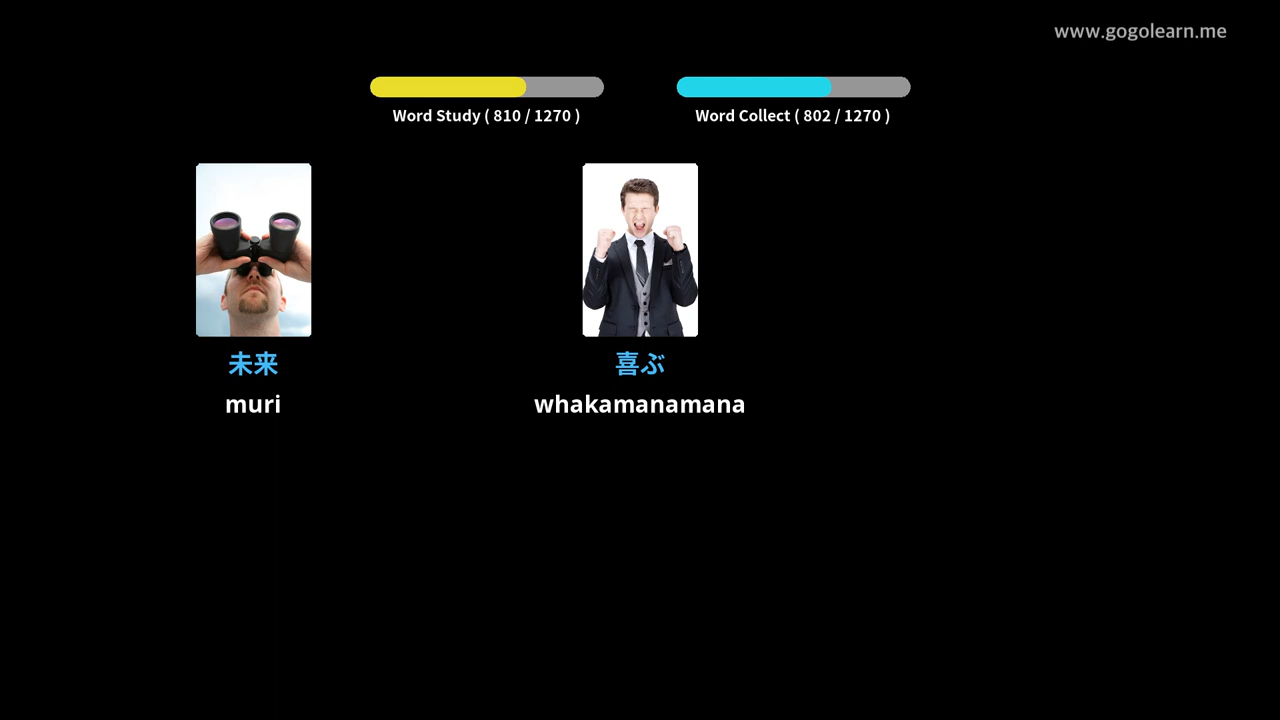 www.gogolearn.me
Word Study ( 810 / 1270 )
Word Collect ( 802 / 1270 )
未来
muri
喜ぶ
whakamanamana